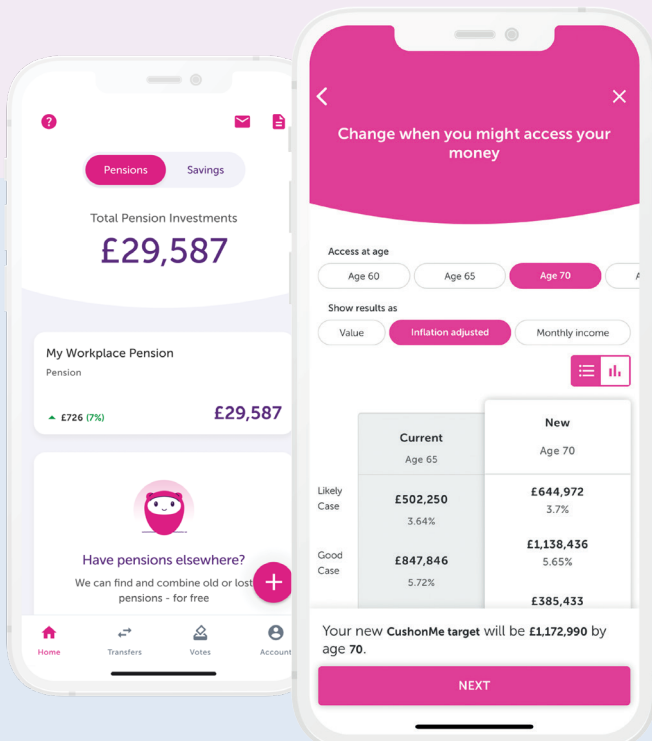 ?
Pensions
Savings
Total Pension Investments
£29,587
My Workplace Pension
Pension
£726 (7%)
£29,587
Have pensions elsewhere?
We can find and combine old or lost
pensions - for free
+
Home
Transfers
Votes
Account
Change when you might access your
money
Access at age
Age 60
Age 65
Age 70
A
Show results as
Value
Inflation adjusted
Monthly income
Current
Age 65
New
Age 70
Likely
Case
£502,250
3.64%
£644,972
3.7%
Good
Case
£847,846
5.72%
£1,138,436
5.65%
£385,433
Your new CushonMe target will be £1,172,990 by
age 70.
NEXT